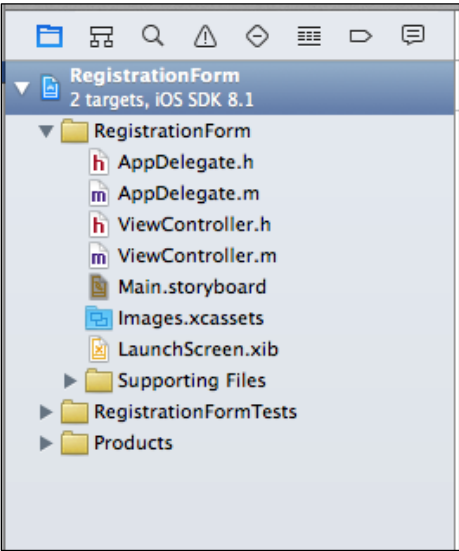 RegistrationForm
2 targets, iOS SDK 8.1
RegistrationForm
h AppDelegate.h
m AppDelegate.m
h ViewController.h
m ViewController.m
Main.storyboard
Images.xcassets
LaunchScreen.xib
Supporting Files
RegistrationFormTests
Products